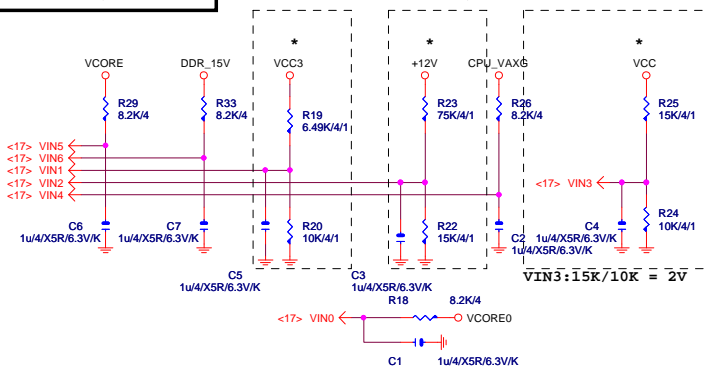 * * *
VCORE DDR_15V VCC3 +12V CPU_VAXG VCC
R29
8.2K/4
R33
8.2K/4
R19
6.49K/4/1
R23
75K/4/1
R26
8.2K/4
R25
15K/4/1
<17> VIN5
<17> VIN6
<17> VIN1
<17> VIN2
<17> VIN4
<17> VIN3
C6
1u/4/X5R/6.3V/K
C7
1u/4/X5R/6.3V/K
R20
10K/4/1
R22
15K/4/1
C2
1u/4/X5R/6.3V/K
C4
1u/4/X5R/6.3V/K
R24
10K/4/1
C5
1u/4/X5R/6.3V/K
C3
1u/4/X5R/6.3V/K
VIN3:15K/10K = 2V
R18 8.2K/4
<17> VIN0 VCORE0
C1 1u/4/X5R/6.3V/K